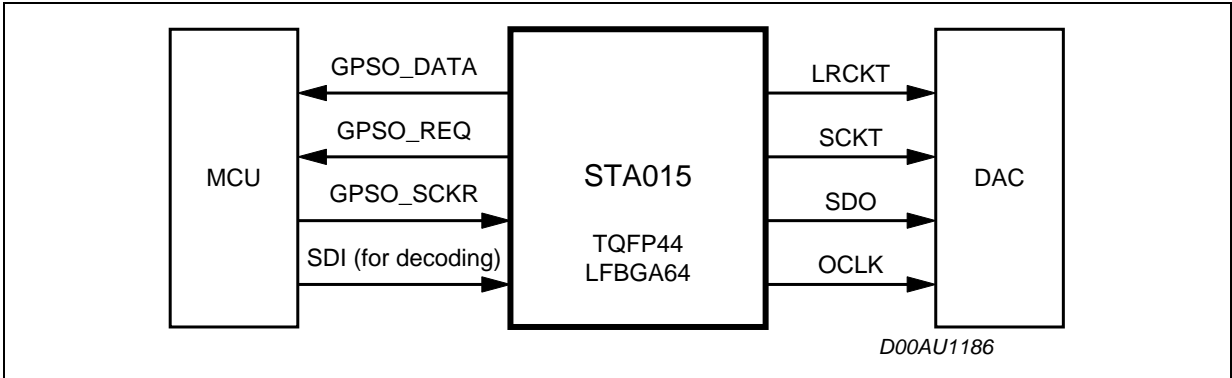 MCU
GPSO_DATA
GPSO_REQ
GPSO_SCKR
SDI (for decoding)
STA015
TQFP44
LFBGA64
LRCKT
SCKT
SDO
OCLK
DAC
D00AU1186